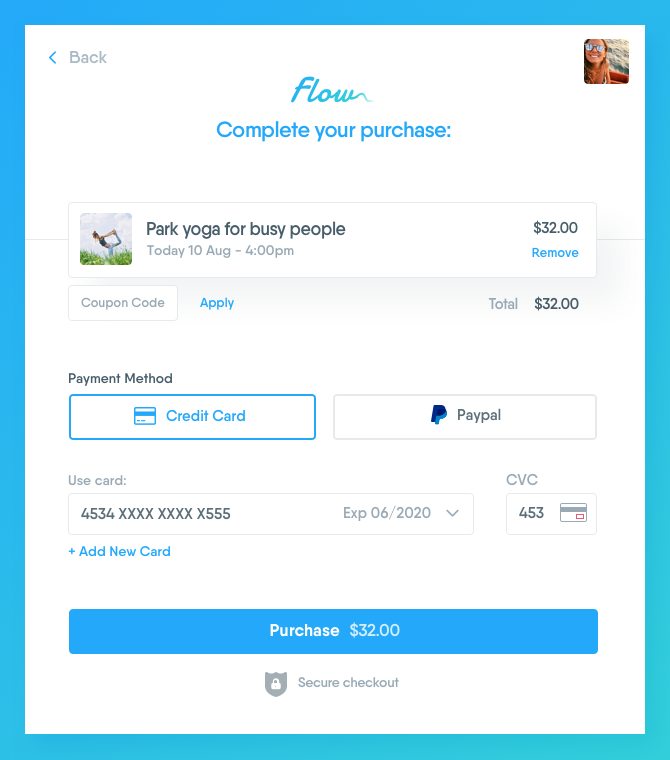 Back
flow
Complete your purchase:
Park yoga for busy people
$32.00
Today 10 Aug - 4:00pm
Remove
Coupon Code
Apply
Total $32.00
Payment Method
Credit Card
Paypal
Use card:
CVC
4534 XXXX XXXX X555
Exp 06/2020
453
+ Add New Card
Purchase $32.00
Secure checkout